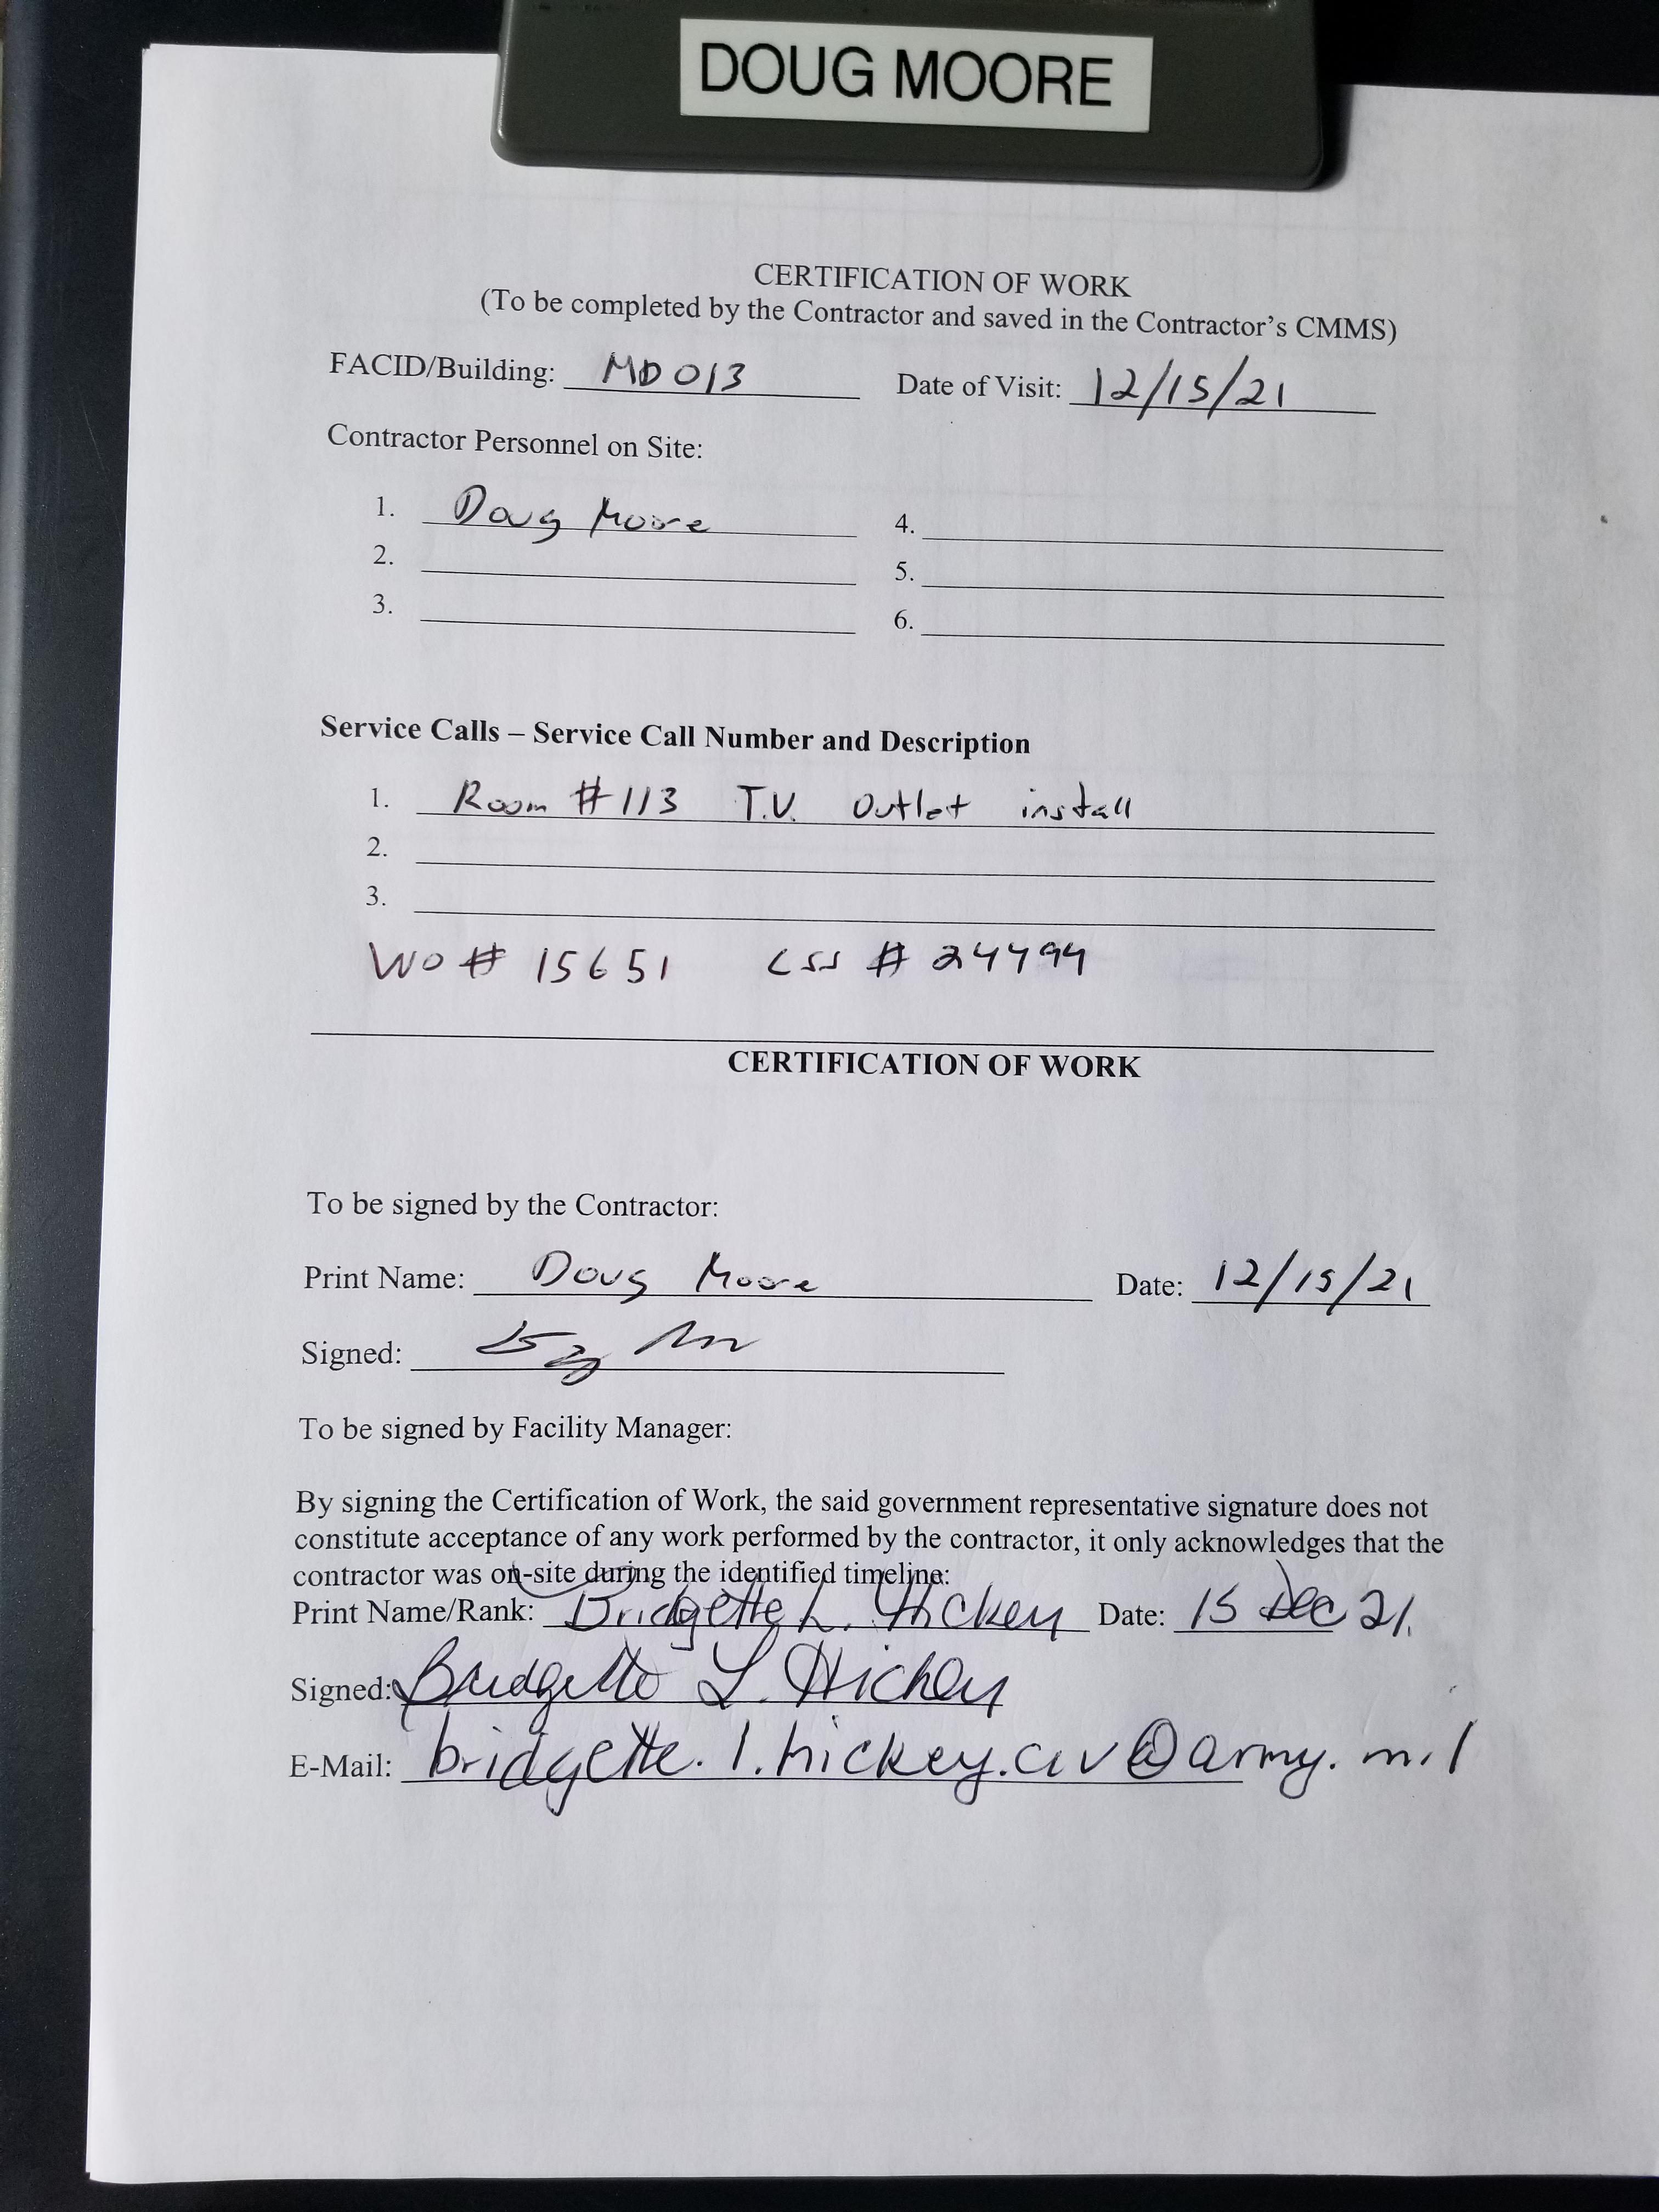 DOUG MOORE
CERTIFICATION OF WORK
(To be completed by the Contractor and saved in the Contractor's CMMS)
FACID/Building: MD013 Date of Visit: 12/15/21
Contractor Personnel on Site:
1. Doug Moore 4.
2. 5.
3. 6.
Service Calls – Service Call Number and Description
1. Room #113 T.V. Outlet install
2.
3.
WO# 15651 CSS #
CERTIFICATION OF WORK
To be signed by the Contractor:
Print Name: Doug Moore Date: 12/15/21
Signed:
To be signed by Facility Manager:
By signing the Certification of Work, the said government representative signature does not
constitute acceptance of any work performed by the contractor, it only acknowledges that the
contractor was on-site during the identified timeline:
Print Name/Rank: Bridgette L. Hickey Date: 15 Dec 21.
Signed: Bridgette L. Hickey
E-Mail: bridgette.l.hickey.civ@army.mil